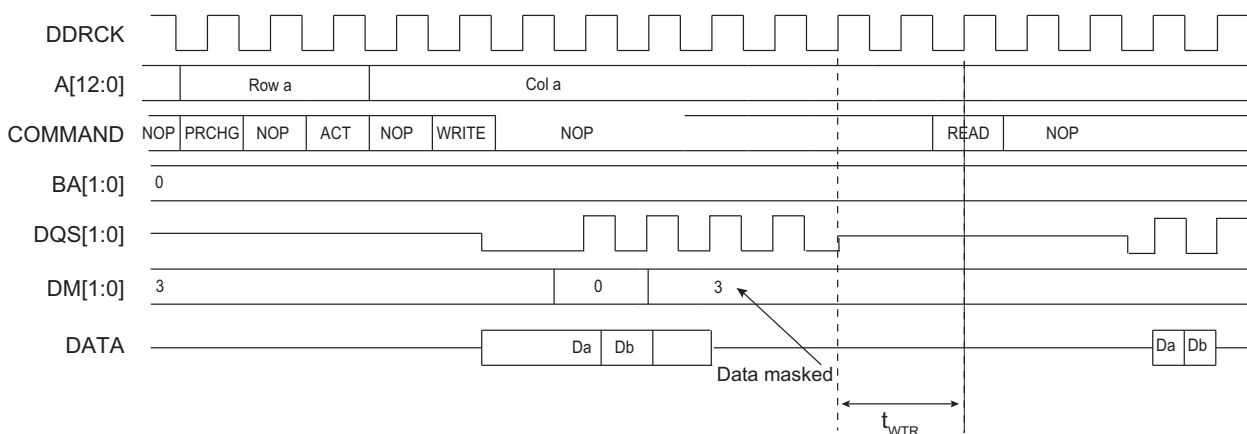 DDRCK
A[12:0] Row a Col a
COMMAND NOP PRCHG NOP ACT NOP WRITE NOP READ NOP
BA[1:0] 0
DQS[1:0]
DM[1:0] 3 0 3
DATA Da Db Da Db
Data masked
tWTR